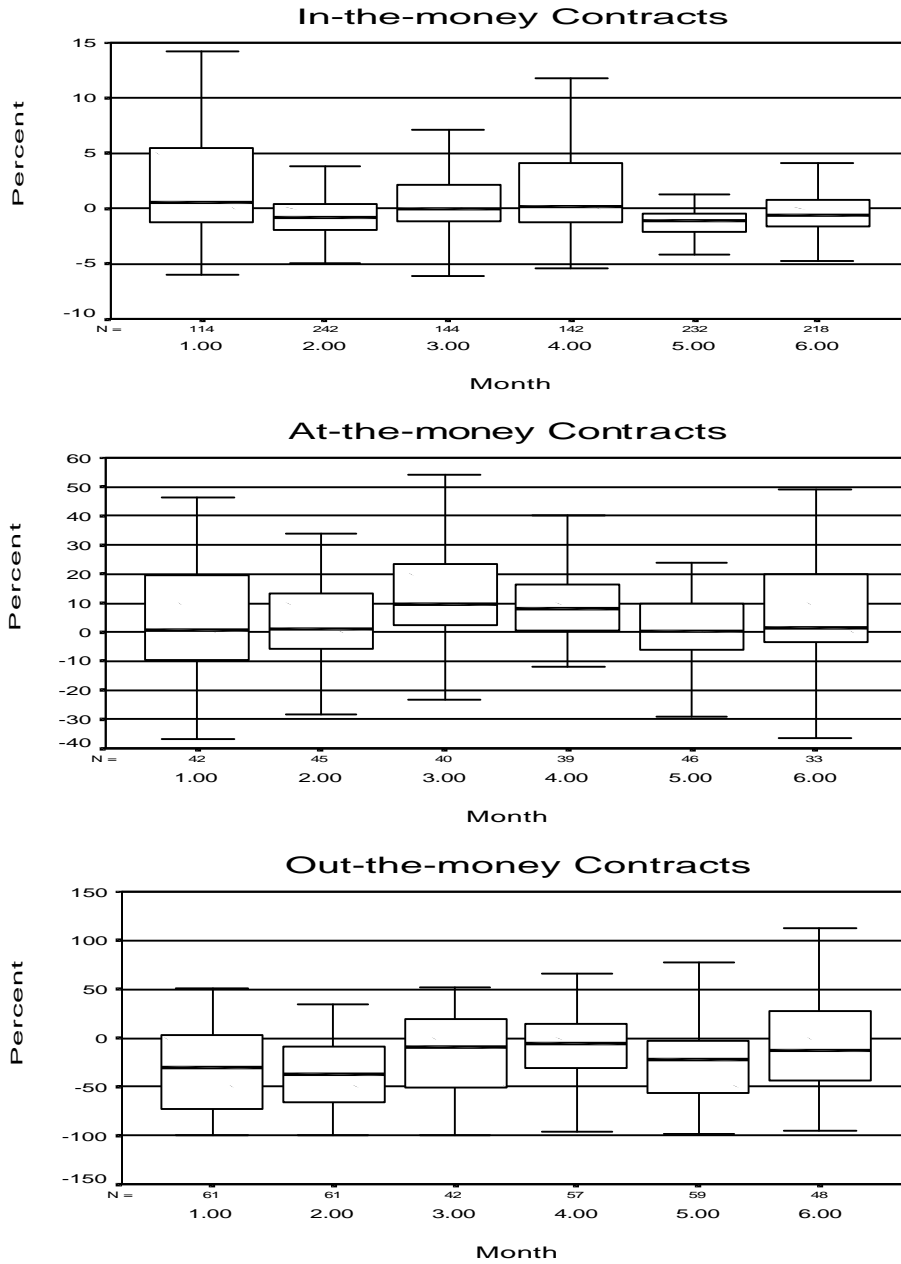 In-the-money Contracts
15
10
5
0
-5
-10
Percent
N = 114 242 144 142 232 218
1.00 2.00 3.00 4.00 5.00 6.00
Month
At-the-money Contracts
60
50
40
30
20
10
0
-10
-20
-30
-40
Percent
N = 42 45 40 39 46 33
1.00 2.00 3.00 4.00 5.00 6.00
Month
Out-the-money Contracts
150
100
50
0
-50
-100
-150
Percent
N = 61 61 42 57 59 48
1.00 2.00 3.00 4.00 5.00 6.00
Month